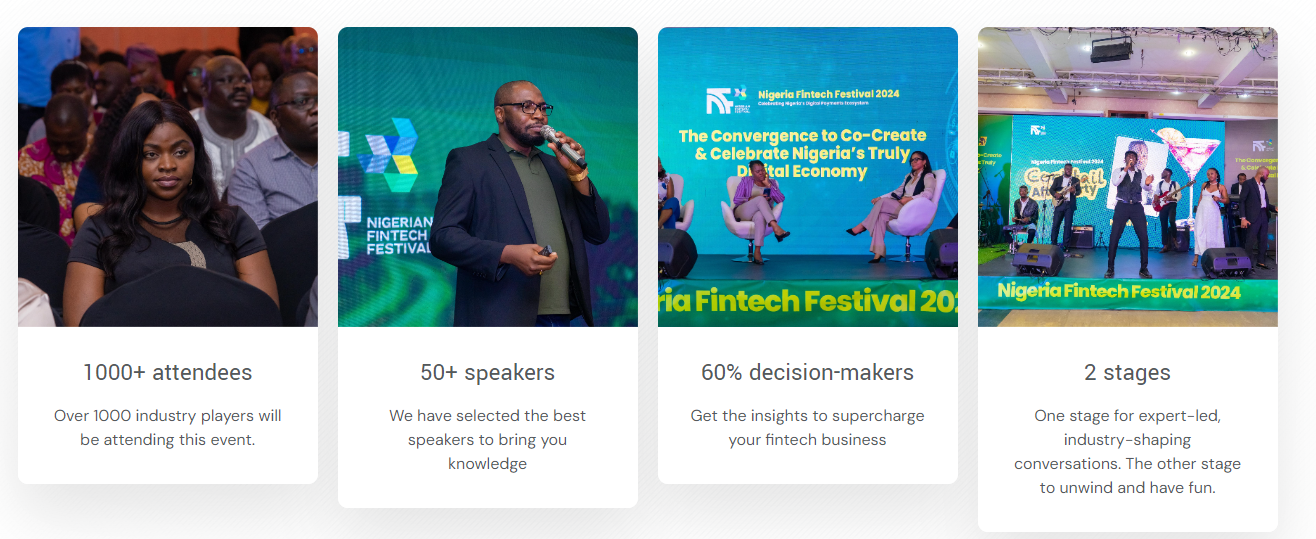 NIGERIAN
FINTECH
FESTIVAL
Nigeria Fintech Festival 2024
Celebrating Nigeria's Digital Payments Ecosystem
The Convergence to Co-Create
& Celebrate Nigeria's Truly
Digital Economy
ria Fintech Festival 202
Nigeria Fintech Festival 2024
Cocktail
After Party
Nigeria Fintech Festival 2024
1000+ attendees
Over 1000 industry players will
be attending this event.
50+ speakers
We have selected the best
speakers to bring you
knowledge
60% decision-makers
Get the insights to supercharge
your fintech business
2 stages
One stage for expert-led,
industry-shaping
conversations. The other stage
to unwind and have fun.